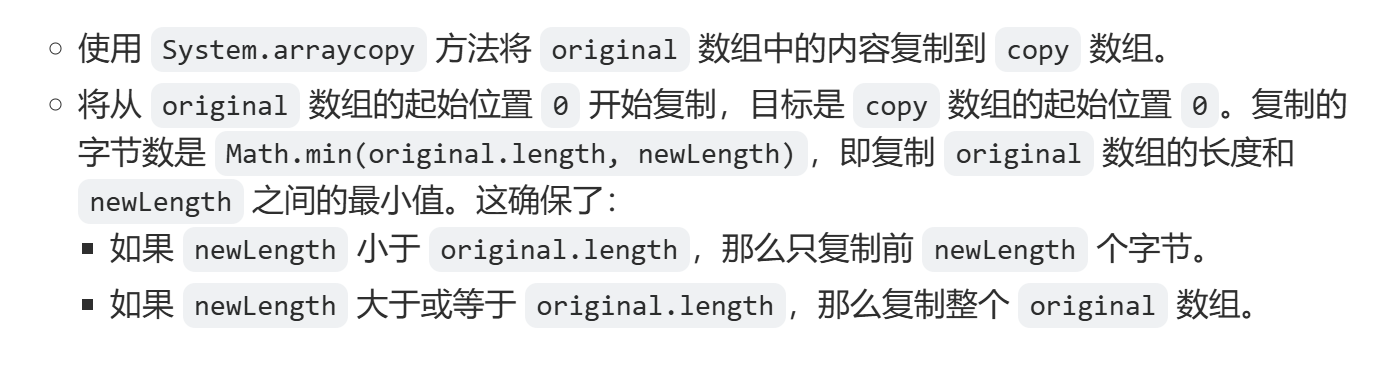 使用 System.arraycopy 方法将 original 数组中的内容复制到 copy 数组。
将从 original 数组的起始位置 0 开始复制，目标是 copy 数组的起始位置 0 。复制的
字节数是 Math.min(original.length, newLength) ，即复制 original 数组的长度和
newLength 之间的最小值。这确保了：
如果 newLength 小于 original.length ，那么只复制前 newLength 个字节。
如果 newLength 大于或等于 original.length ，那么复制整个 original 数组。